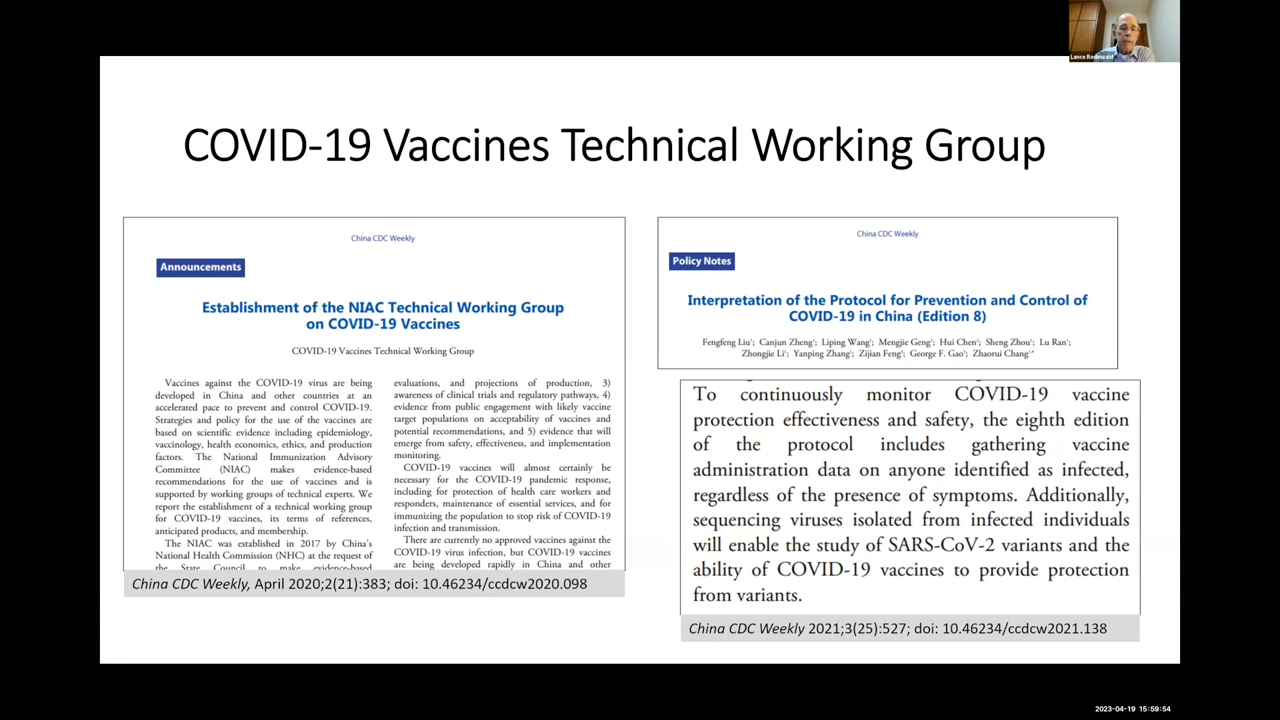 Lance Rodewald
COVID-19 Vaccines Technical Working Group
China CDC Weekly
Announcements
Establishment of the NIAC Technical Working Group
on COVID-19 Vaccines
COVID-19 Vaccines Technical Working Group
Vaccines against the COVID-19 virus are being
developed in China and other countries at an
accelerated pace to prevent and control COVID-19.
Strategies and policy for the use of the vaccines are
based on scientific evidence including epidemiology,
vaccinology, health economics, ethics, and production
factors. The National Immunization Advisory
Committee (NIAC) makes evidence-based
recommendations for the use of vaccines and is
supported by working groups of technical experts. We
report the establishment of a technical working group
for COVID-19 vaccines, its terms of references,
anticipated products, and membership.
The NIAC was established in 2017 by China's
National Health Commission (NHC) at the request of
the State Council to make evidence-based
evaluations, and projections of production, 3)
awareness of clinical trials and regulatory pathways, 4)
evidence from public engagement with likely vaccine
target populations on acceptability of vaccines and
potential recommendations, and 5) evidence that will
emerge from safety, effectiveness, and implementation
monitoring.
COVID-19 vaccines will almost certainly be
necessary for the COVID-19 pandemic response,
including for protection of health care workers and
responders, maintenance of essential services, and for
immunizing the population to stop risk of COVID-19
infection and transmission.
There are currently no approved vaccines against the
COVID-19 virus infection, but COVID-19 vaccines
are being developed rapidly in China and other
China CDC Weekly, April 2020;2(21):383; doi: 10.46234/ccdcw2020.098
China CDC Weekly
Policy Notes
Interpretation of the Protocol for Prevention and Control of
COVID-19 in China (Edition 8)
Fengfeng Liu; Canjun Zheng; Liping Wang; Mengjie Geng; Hui Chen; Sheng Zhou; Lu Ran;
Zhongjie Li; Yanping Zhang; Zijian Feng; George F. Gao; Zhaorui Chang
To continuously monitor COVID-19 vaccine
protection effectiveness and safety, the eighth edition
of the protocol includes gathering vaccine
administration data on anyone identified as infected,
regardless of the presence of symptoms. Additionally,
sequencing viruses isolated from infected individuals
will enable the study of SARS-CoV-2 variants and the
ability of COVID-19 vaccines to provide protection
from variants.
China CDC Weekly 2021;3(25):527; doi: 10.46234/ccdcw2021.138
2023-04-19 15:59:54